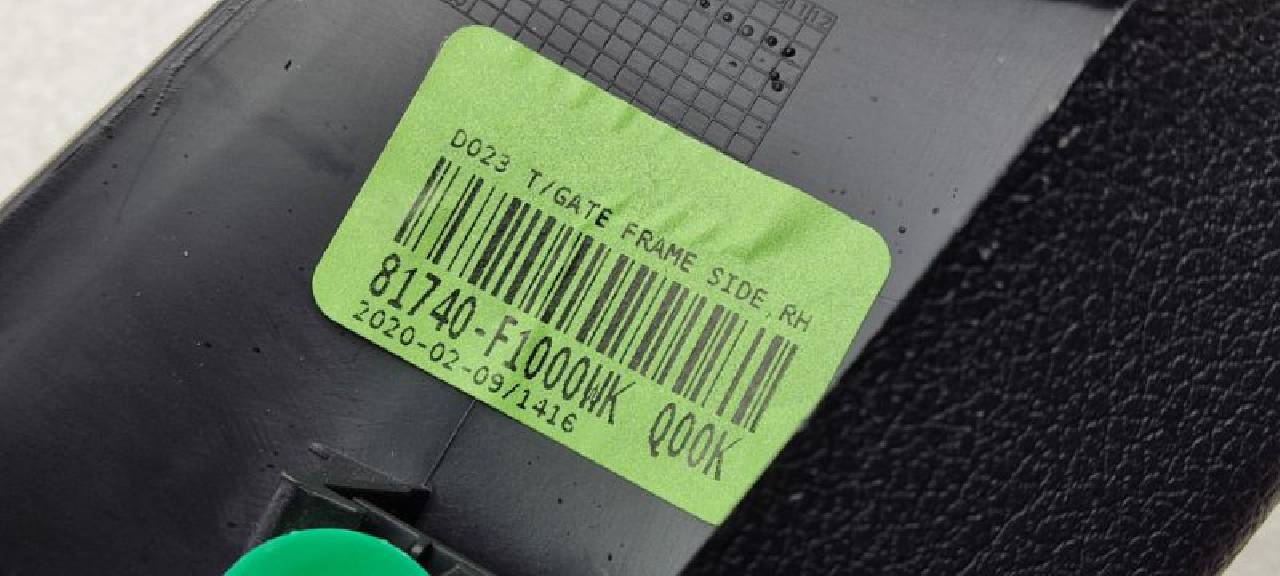 D023 T/GATE FRAME SIDE,RH
81740-F1000WK Q00K
2020-02-09/1416